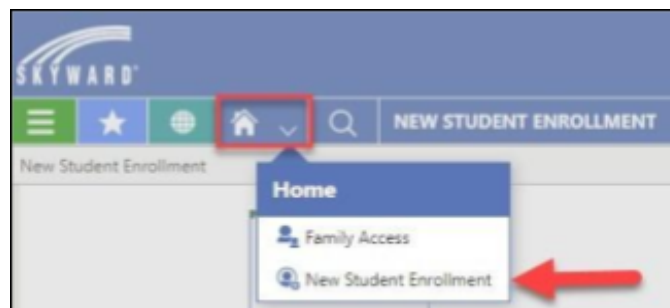 SKYWARD
NEW STUDENT ENROLLMENT
New Student Enrollment
Home
Family Access
New Student Enrollment